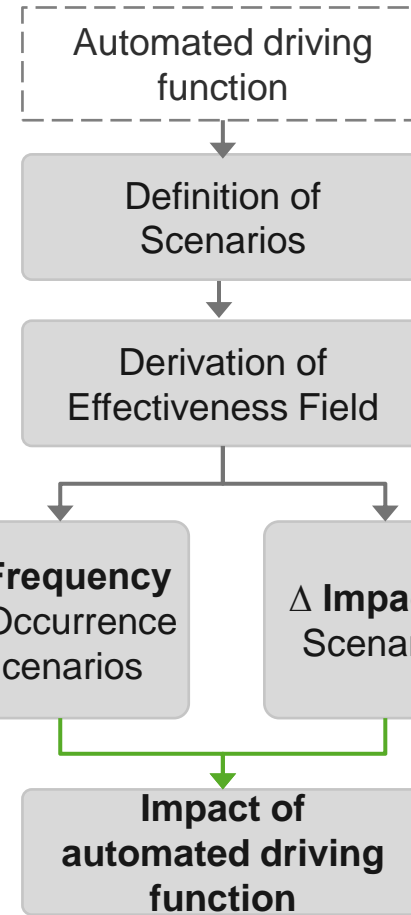 Automated driving
function
Definition of
Scenarios
Derivation of
Effectiveness Field
Frequency
Occurrence
cenarios
Δ Impa
Scenar
Impact of
automated driving
function